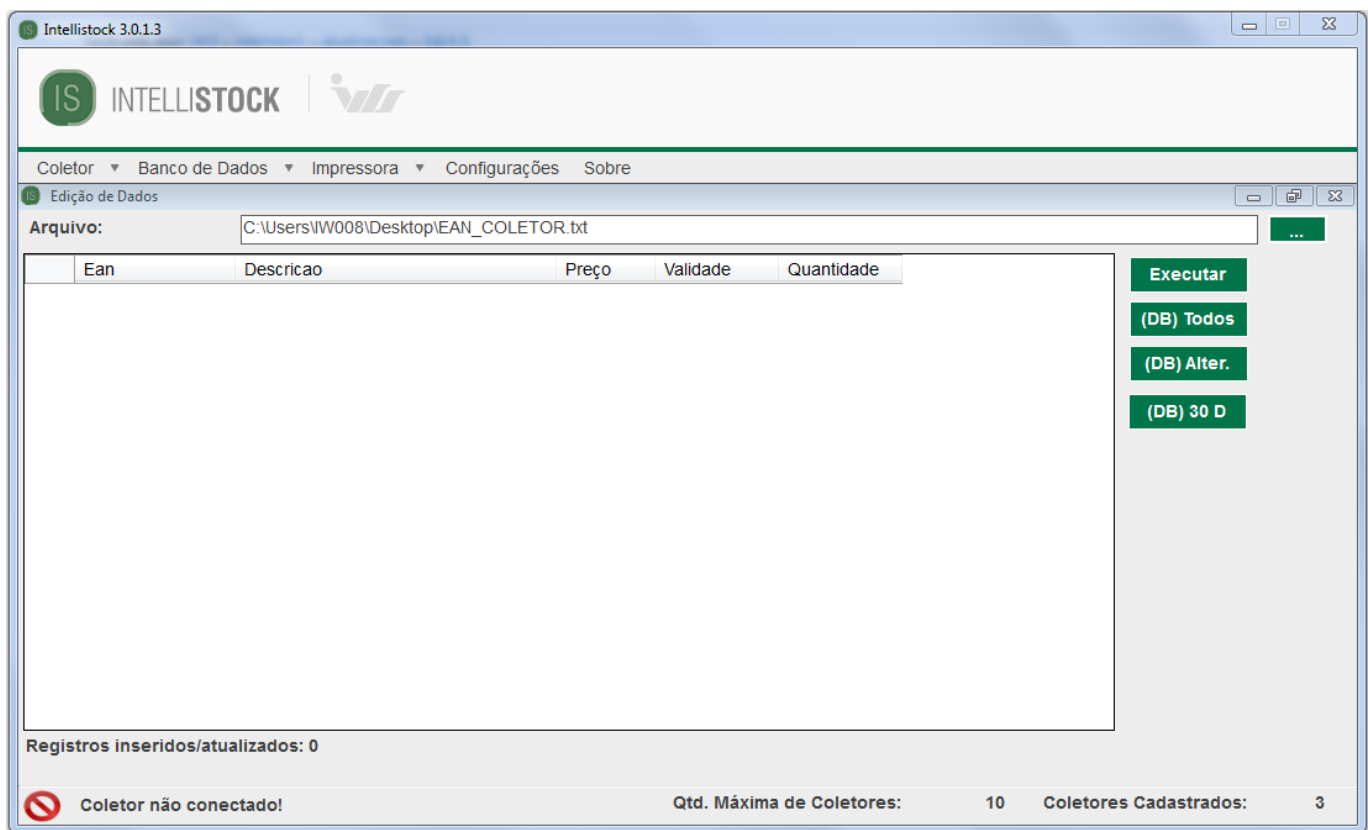 Intellistock 3.0.1.3
IS INTELLISTOCK iws
Coletor Banco de Dados Impressora Configurações Sobre
Edição de Dados
Arquivo: C:\Users\IW008\Desktop\EAN_COLETOR.txt ...
Ean Descricao Preço Validade Quantidade
Executar
(DB) Todos
(DB) Alter.
(DB) 30 D
Registros inseridos/atualizados: 0
Coletor não conectado! Qtd. Máxima de Coletores: 10 Coletores Cadastrados: 3